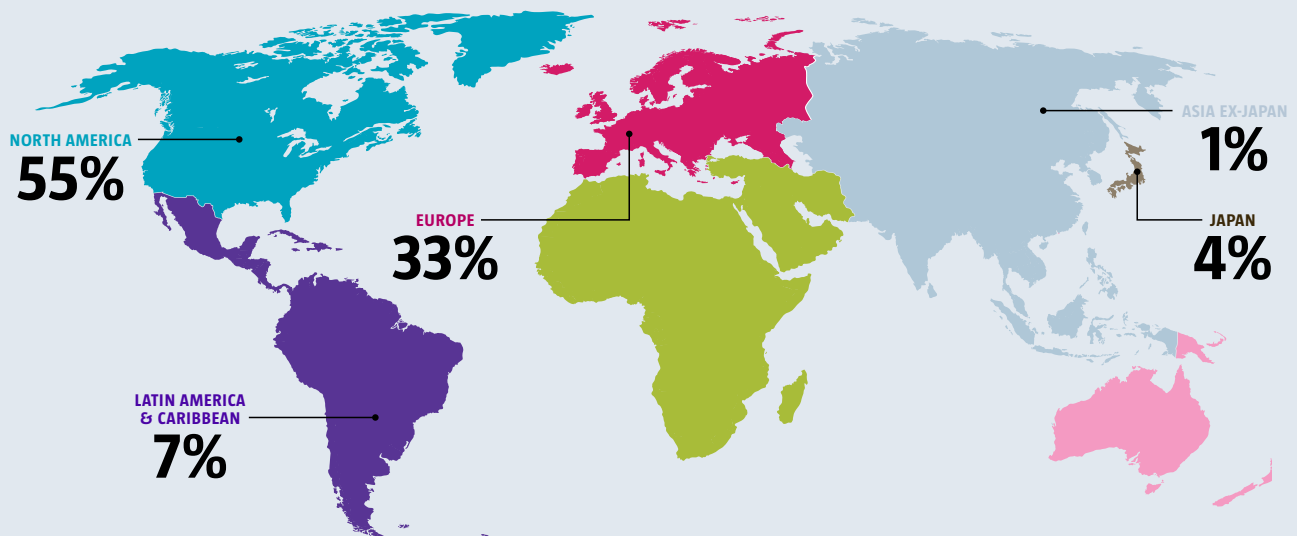 NORTH AMERICA
55%
EUROPE
33%
LATIN AMERICA
& CARIBBEAN
7%
ASIA EX-JAPAN
1%
JAPAN
4%